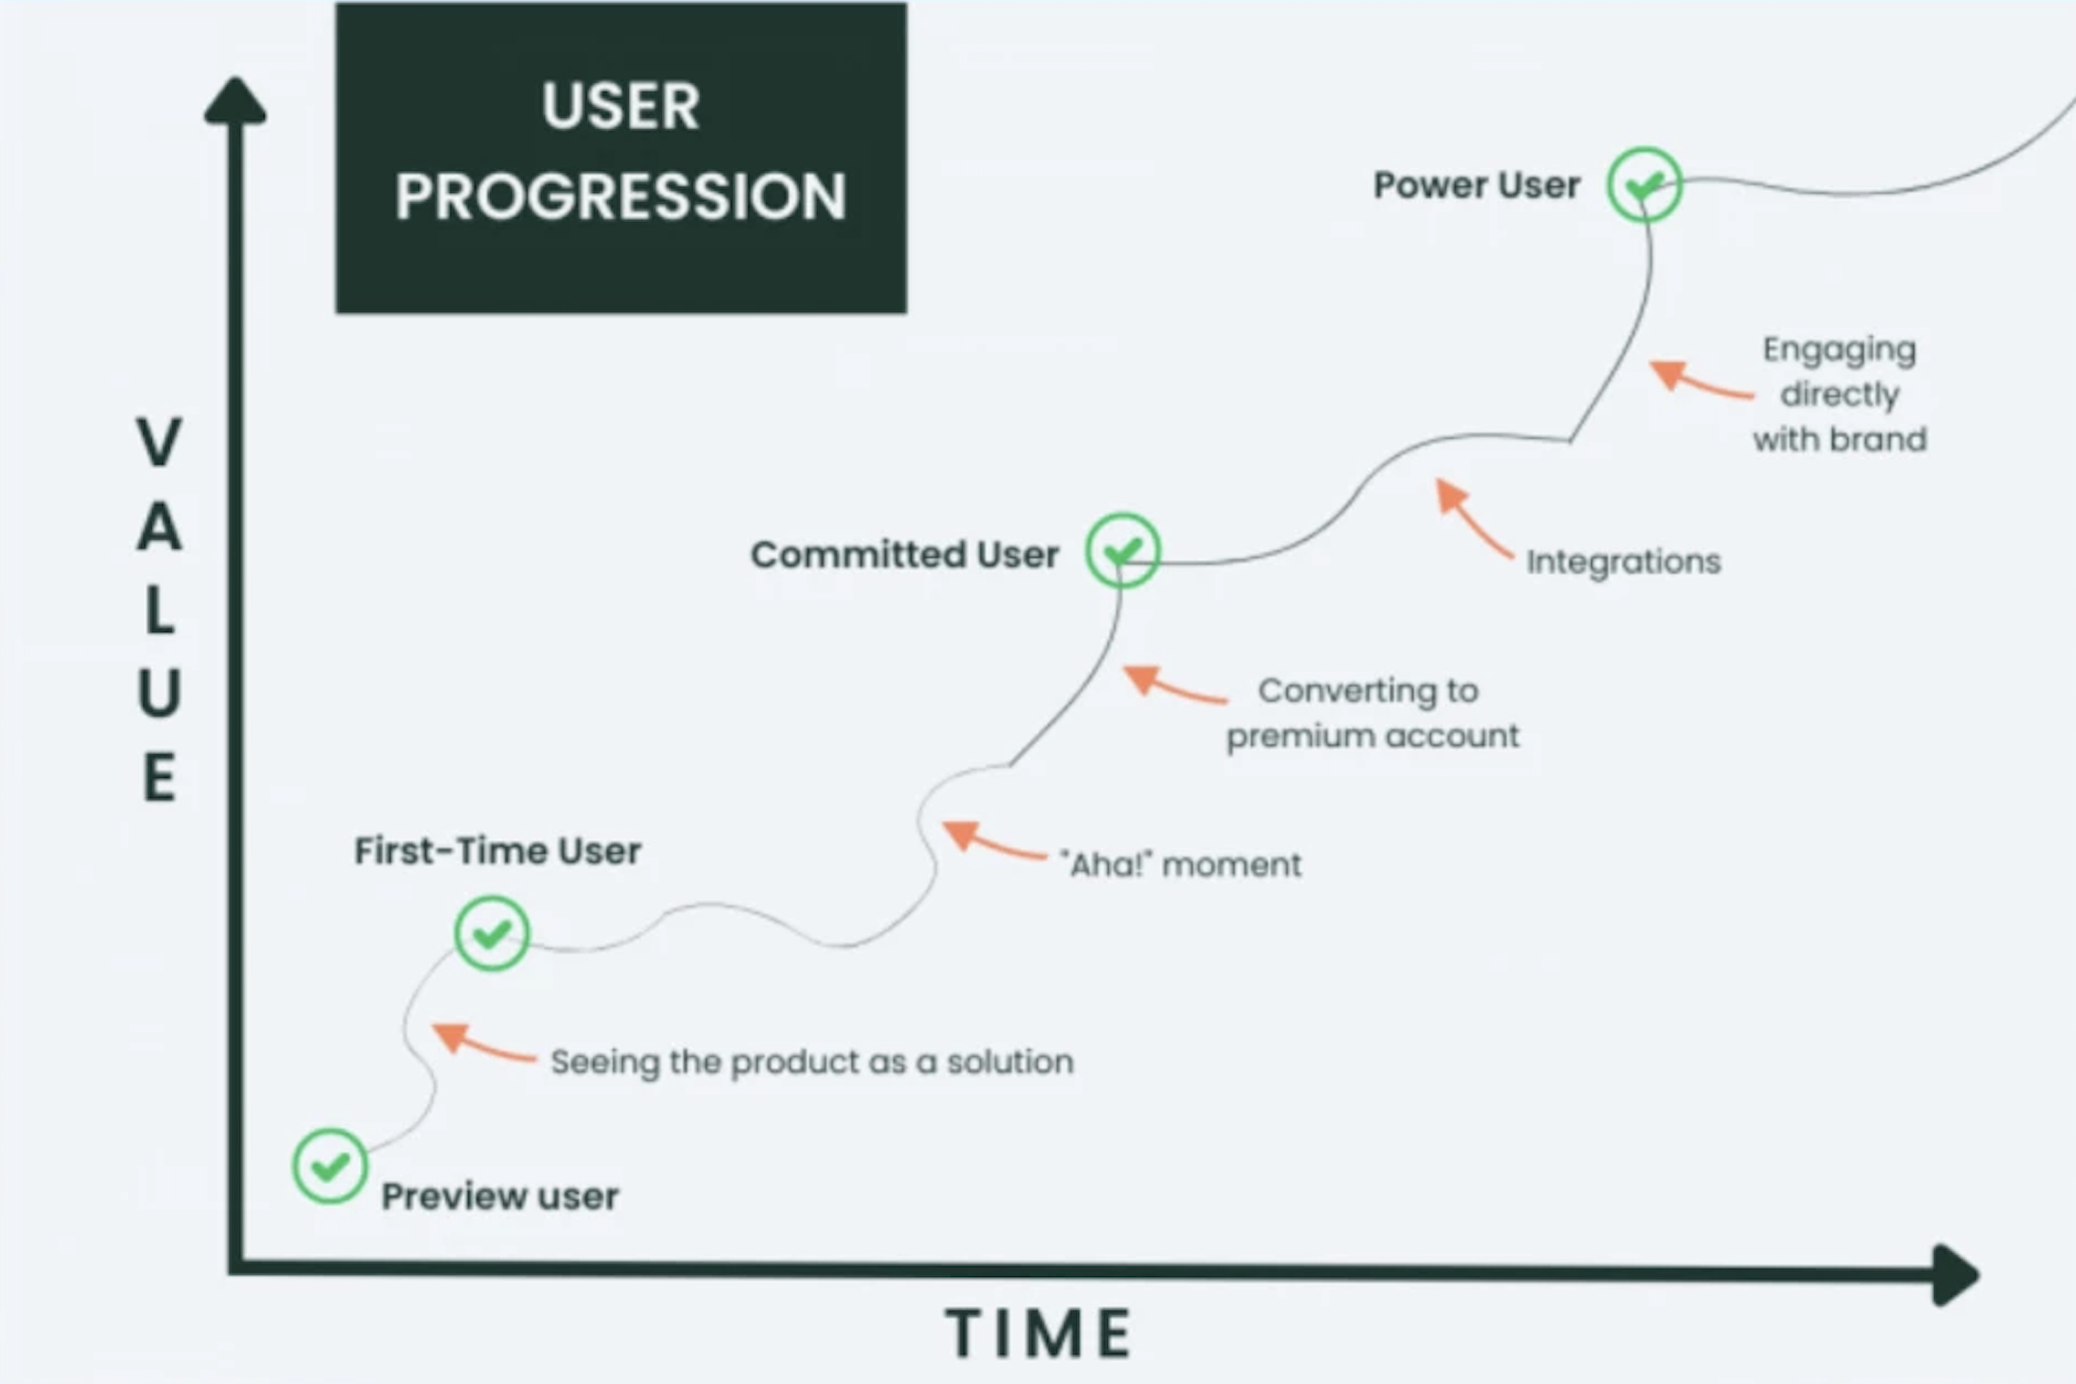 USER
PROGRESSION
VALUE
Power User
Engaging
directly
with brand
Committed User
Integrations
Converting to
premium account
First-Time User
"Aha!" moment
Seeing the product as a solution
Preview user
TIME